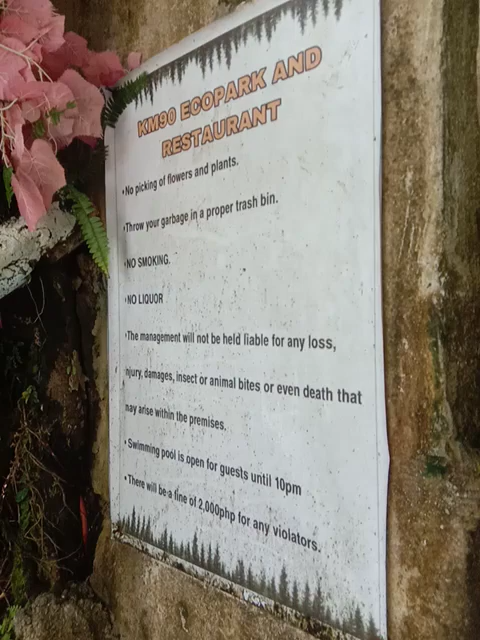 KM90 ECOPARK AND
RESTAURANT
•No picking of flowers and plants.
•Throw your garbage in a proper trash bin.
•NO SMOKING.
•NO LIQUOR
•The management will not be held liable for any loss,
injury, damages, insect or animal bites or even death that
may arise within the premises.
• Swimming pool is open for guests until 10pm
• There will be a fine of 2,000php for any violators.